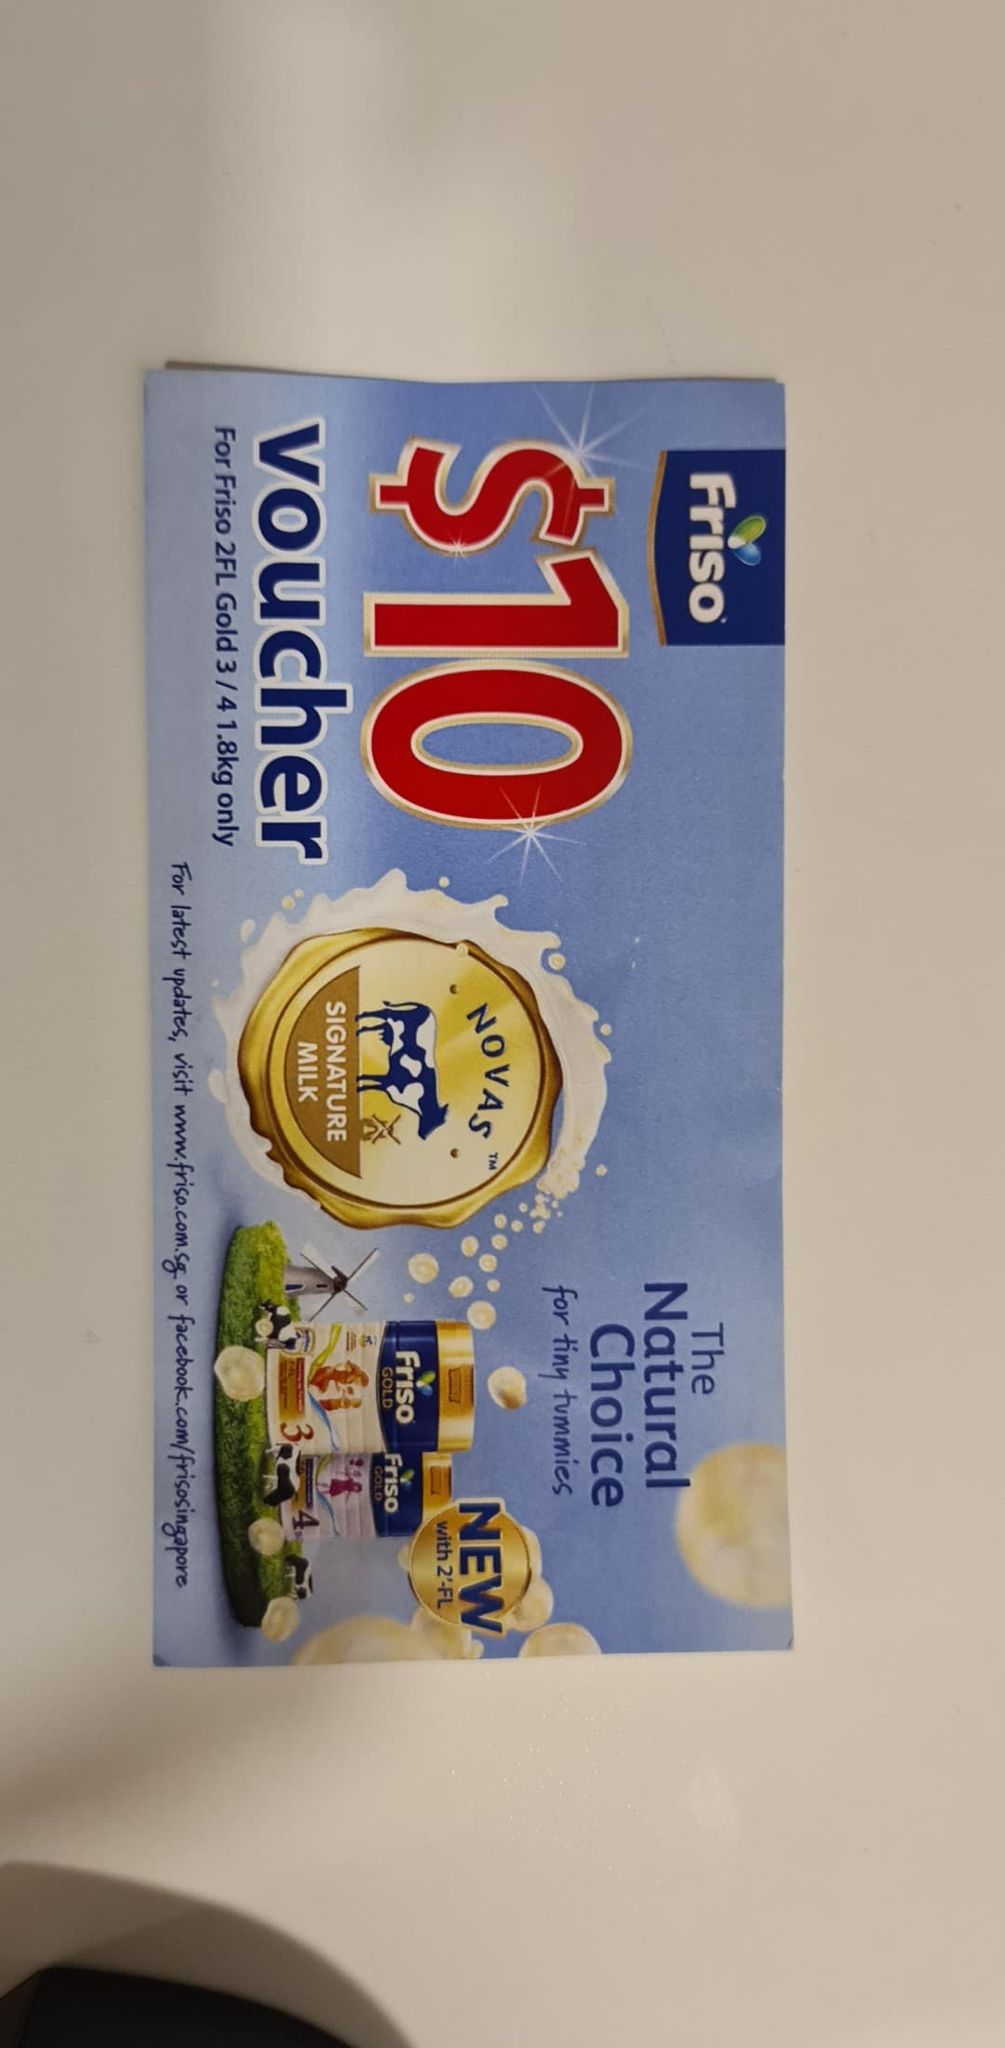 Friso
$10
voucher
For Friso 2FL Gold 3 / 4 1.8kg only
NOVAS™
SIGNATURE
MILK
The
Natural
Choice
for tiny tummies
Friso
GOLD
3
Friso
GOLD
4
NEW
with 2'-FL
For latest updates, visit www.friso.com.sg or facebook.com/frisosingapore